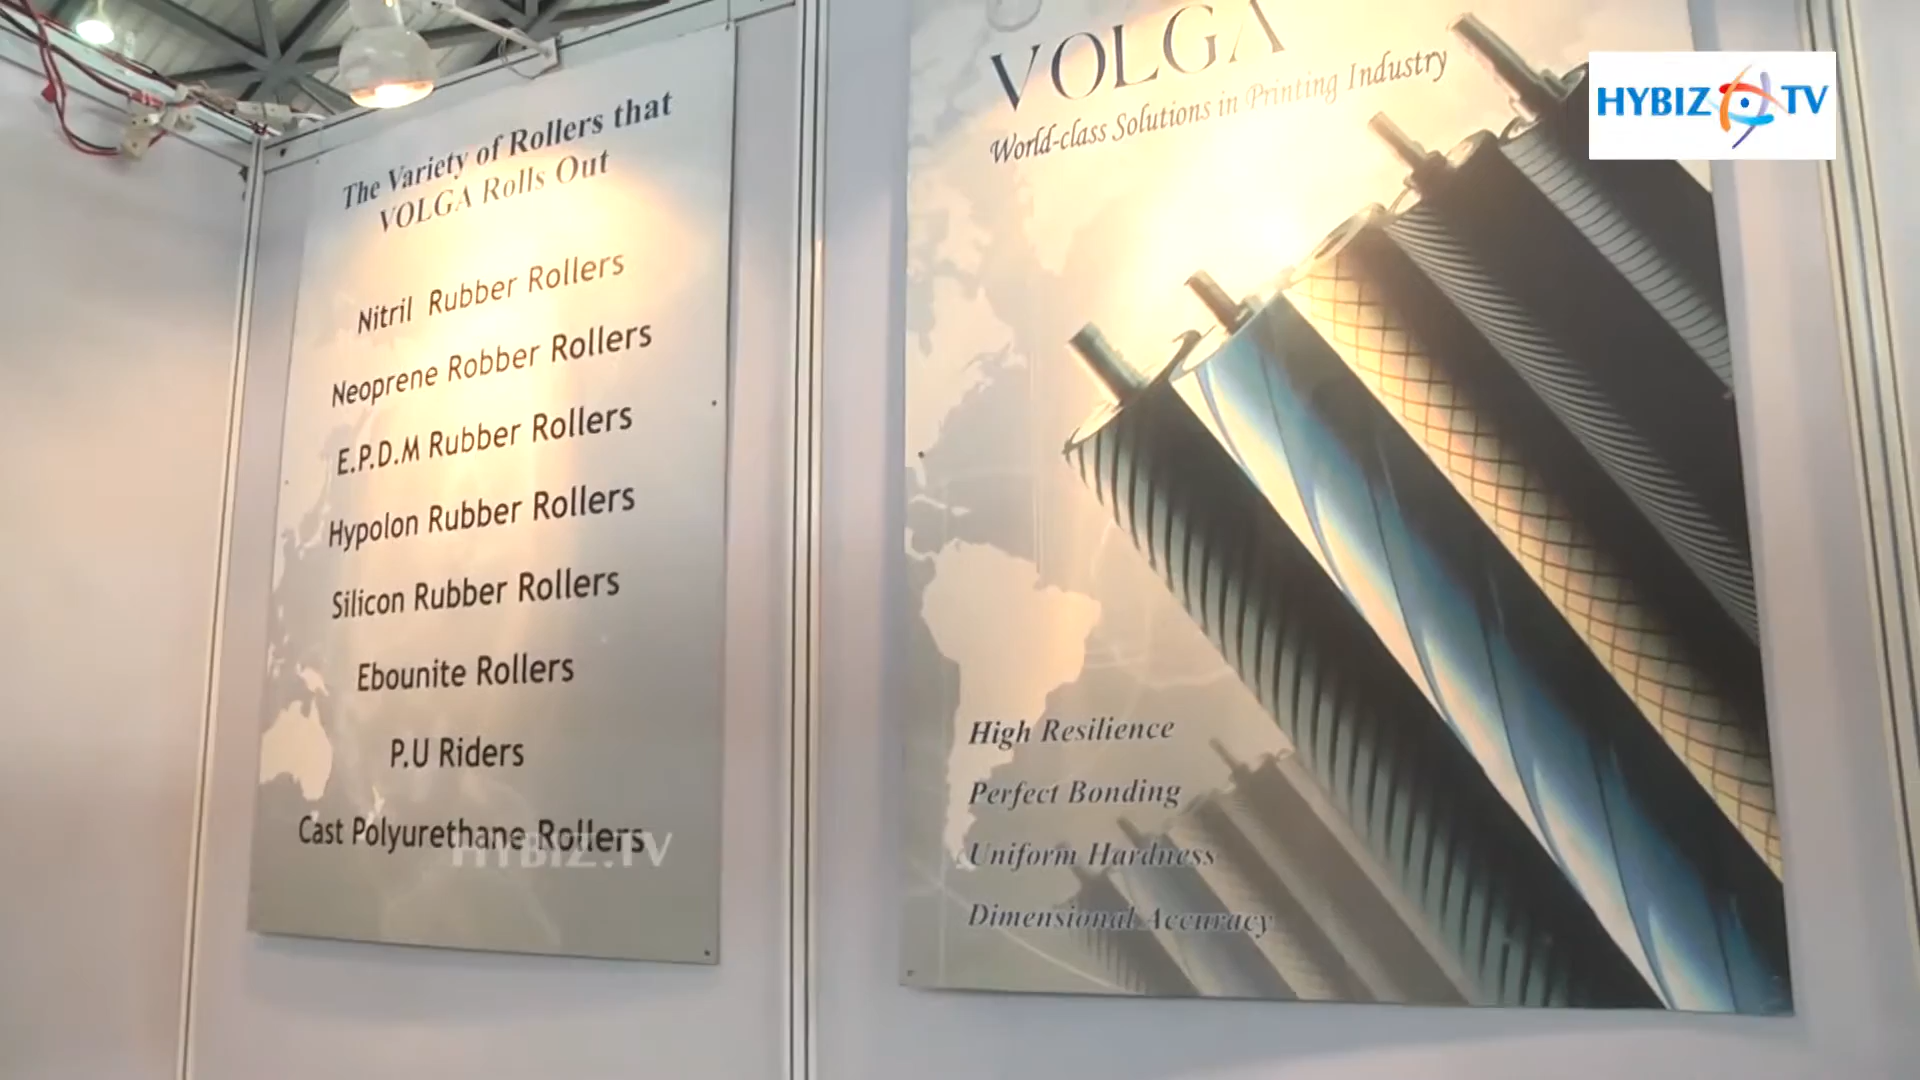 The Variety of Rollers that
VOLGA Rolls Out
Nitril Rubber Rollers
Neoprene Robber Rollers
E.P.D.M Rubber Rollers
Hypolon Rubber Rollers
Silicon Rubber Rollers
Ebounite Rollers
P.U Riders
Cast Polyurethane Rollers
HYBIZ.TV
VOLGA
World-class Solutions in Printing Industry
High Resilience
Perfect Bonding
Uniform Hardness
Dimensional Accuracy
HYBIZ TV